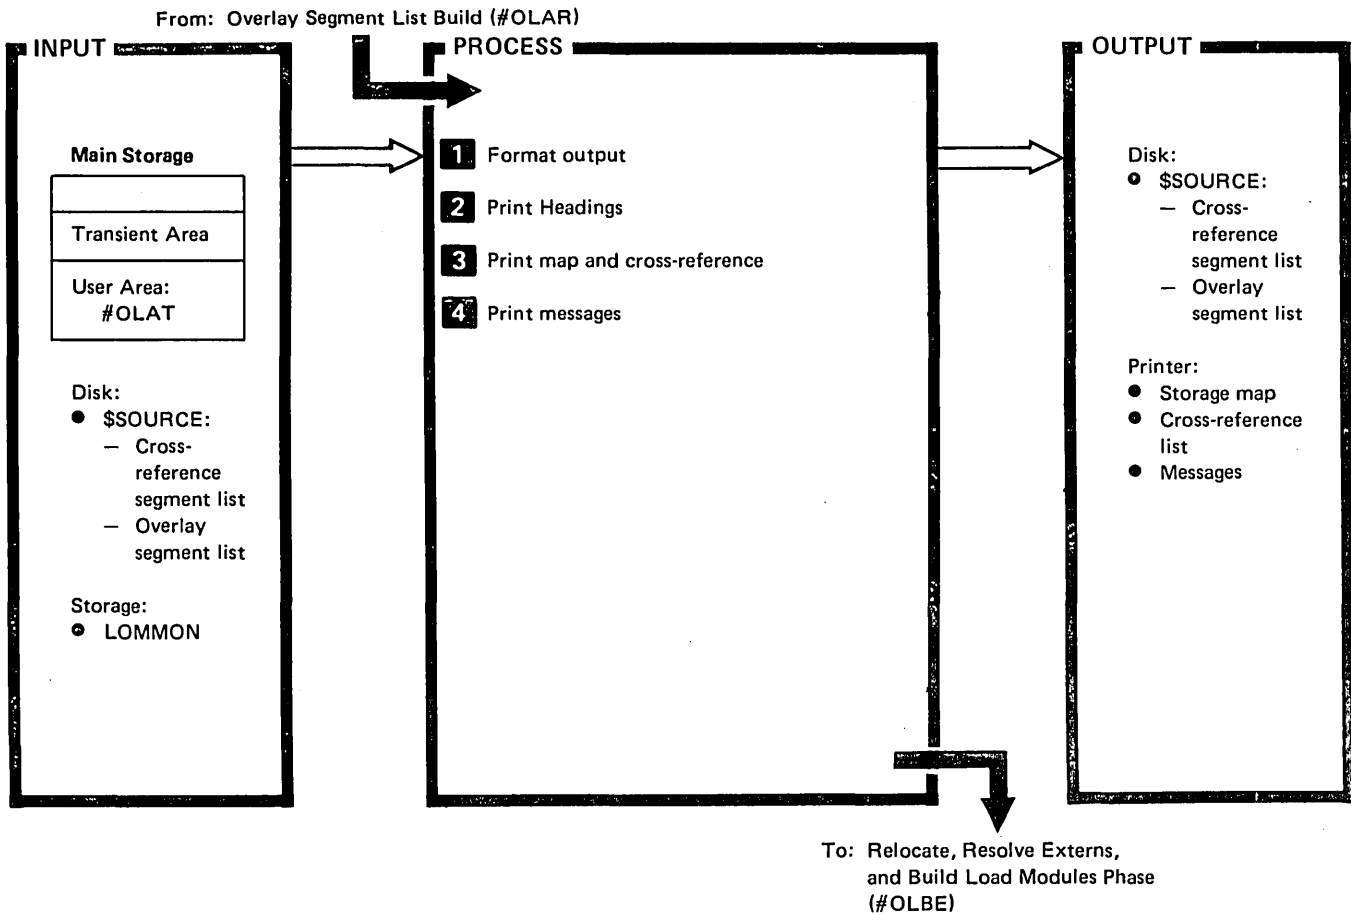 From: Overlay Segment List Build (#OLAR)
INPUT
Main Storage
Transient Area
User Area:
#OLAT
Disk:
● $SOURCE:
— Cross-
reference
segment list
— Overlay
segment list
Storage:
● LOMMON
PROCESS
1 Format output
2 Print Headings
3 Print map and cross-reference
4 Print messages
OUTPUT
Disk:
● $SOURCE:
— Cross-
reference
segment list
— Overlay
segment list
Printer:
● Storage map
● Cross-reference
list
● Messages
To: Relocate, Resolve Externs,
and Build Load Modules Phase
(#OLBE)